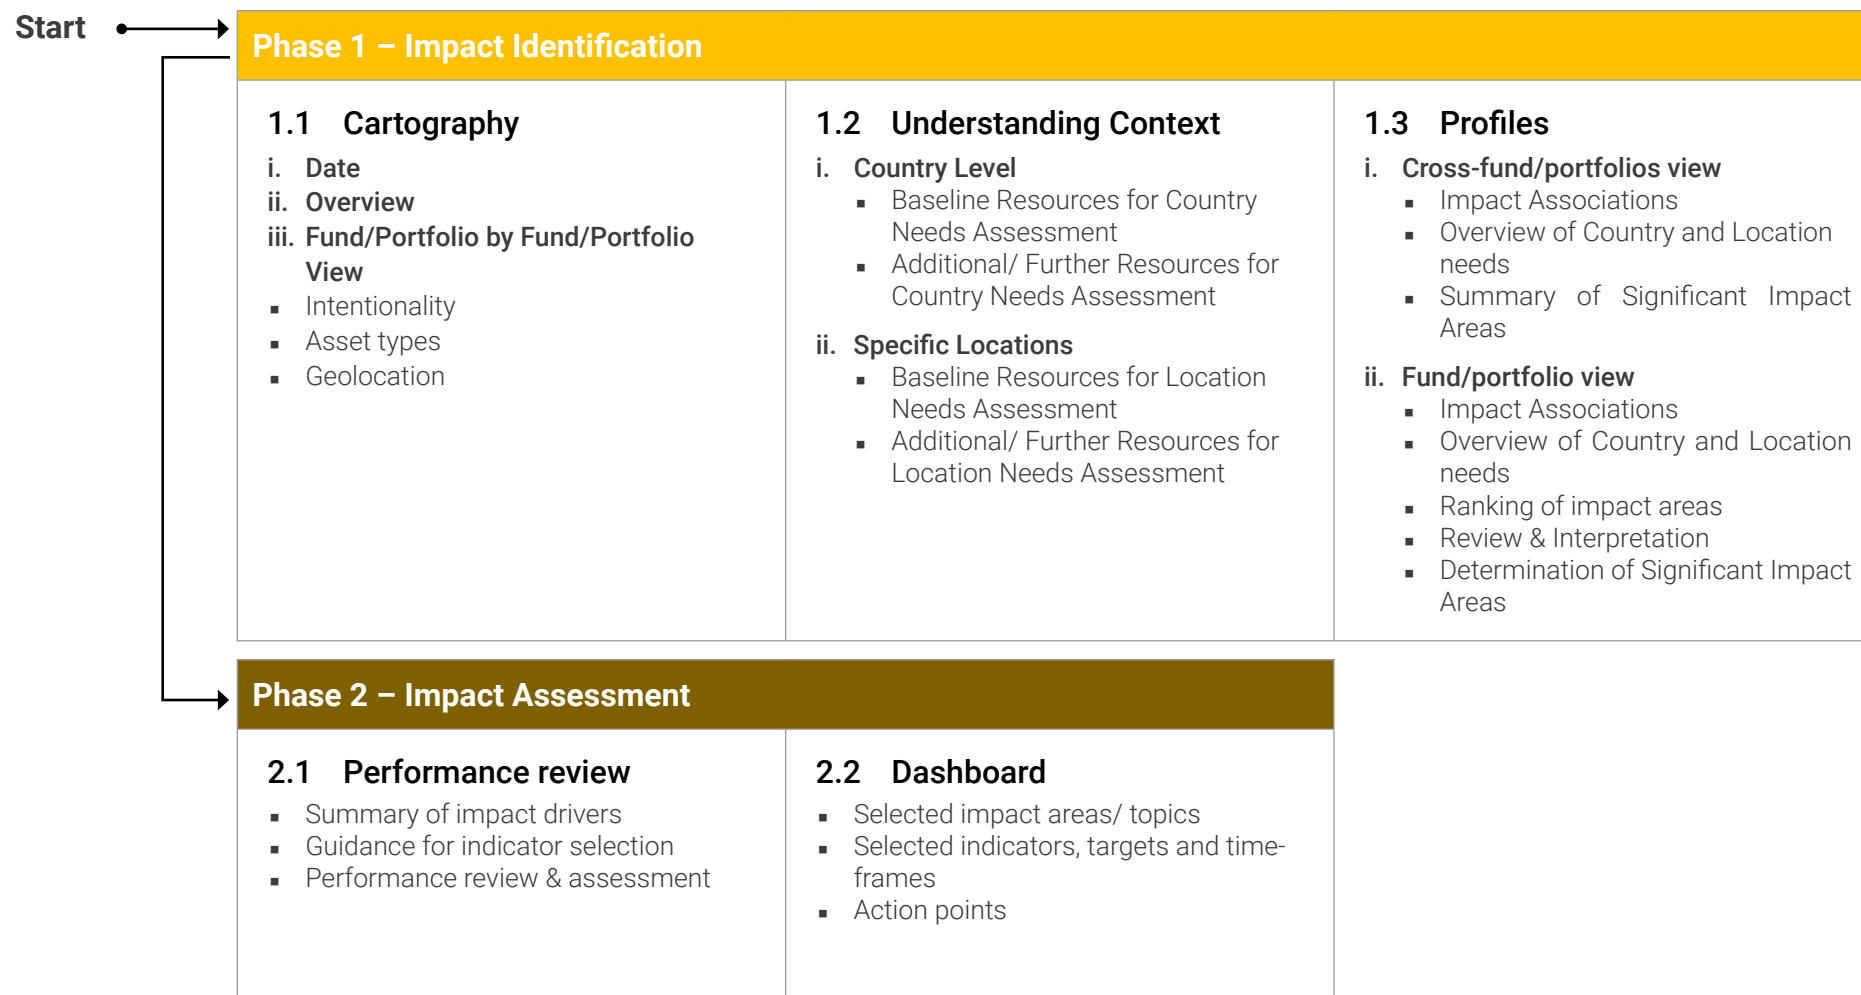 Start
Phase 1 – Impact Identification
1.1 Cartography
i. Date
ii. Overview
iii. Fund/Portfolio by Fund/Portfolio
View
▪ Intentionality
▪ Asset types
▪ Geolocation
1.2 Understanding Context
i. Country Level
▪ Baseline Resources for Country
Needs Assessment
▪ Additional/ Further Resources for
Country Needs Assessment
ii. Specific Locations
▪ Baseline Resources for Location
Needs Assessment
▪ Additional/ Further Resources for
Location Needs Assessment
1.3 Profiles
i. Cross-fund/portfolios view
▪ Impact Associations
▪ Overview of Country and Location
needs
▪ Summary of Significant Impact
Areas
ii. Fund/portfolio view
▪ Impact Associations
▪ Overview of Country and Location
needs
▪ Ranking of impact areas
▪ Review & Interpretation
▪ Determination of Significant Impact
Areas
Phase 2 – Impact Assessment
2.1 Performance review
▪ Summary of impact drivers
▪ Guidance for indicator selection
▪ Performance review & assessment
2.2 Dashboard
▪ Selected impact areas/ topics
▪ Selected indicators, targets and time-
frames
▪ Action points